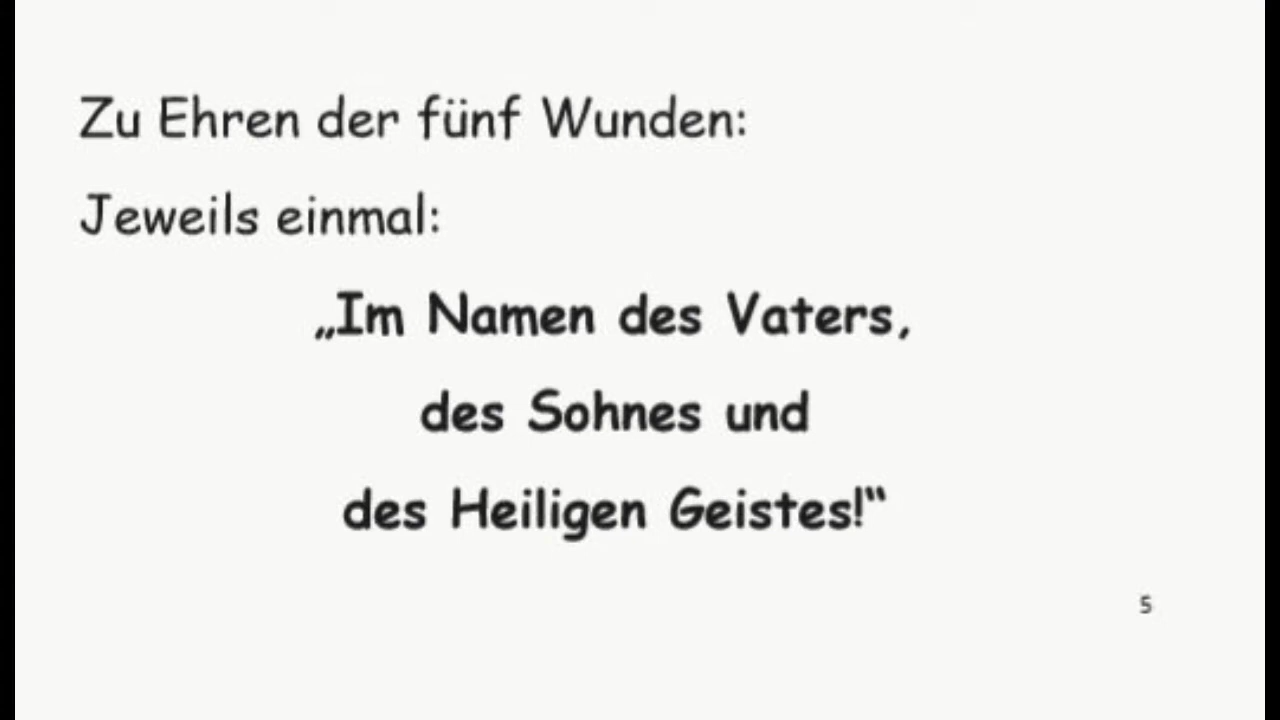 Zu Ehren der fünf Wunden:
Jeweils einmal:
„Im Namen des Vaters,
des Sohnes und
des Heiligen Geistes!“
5